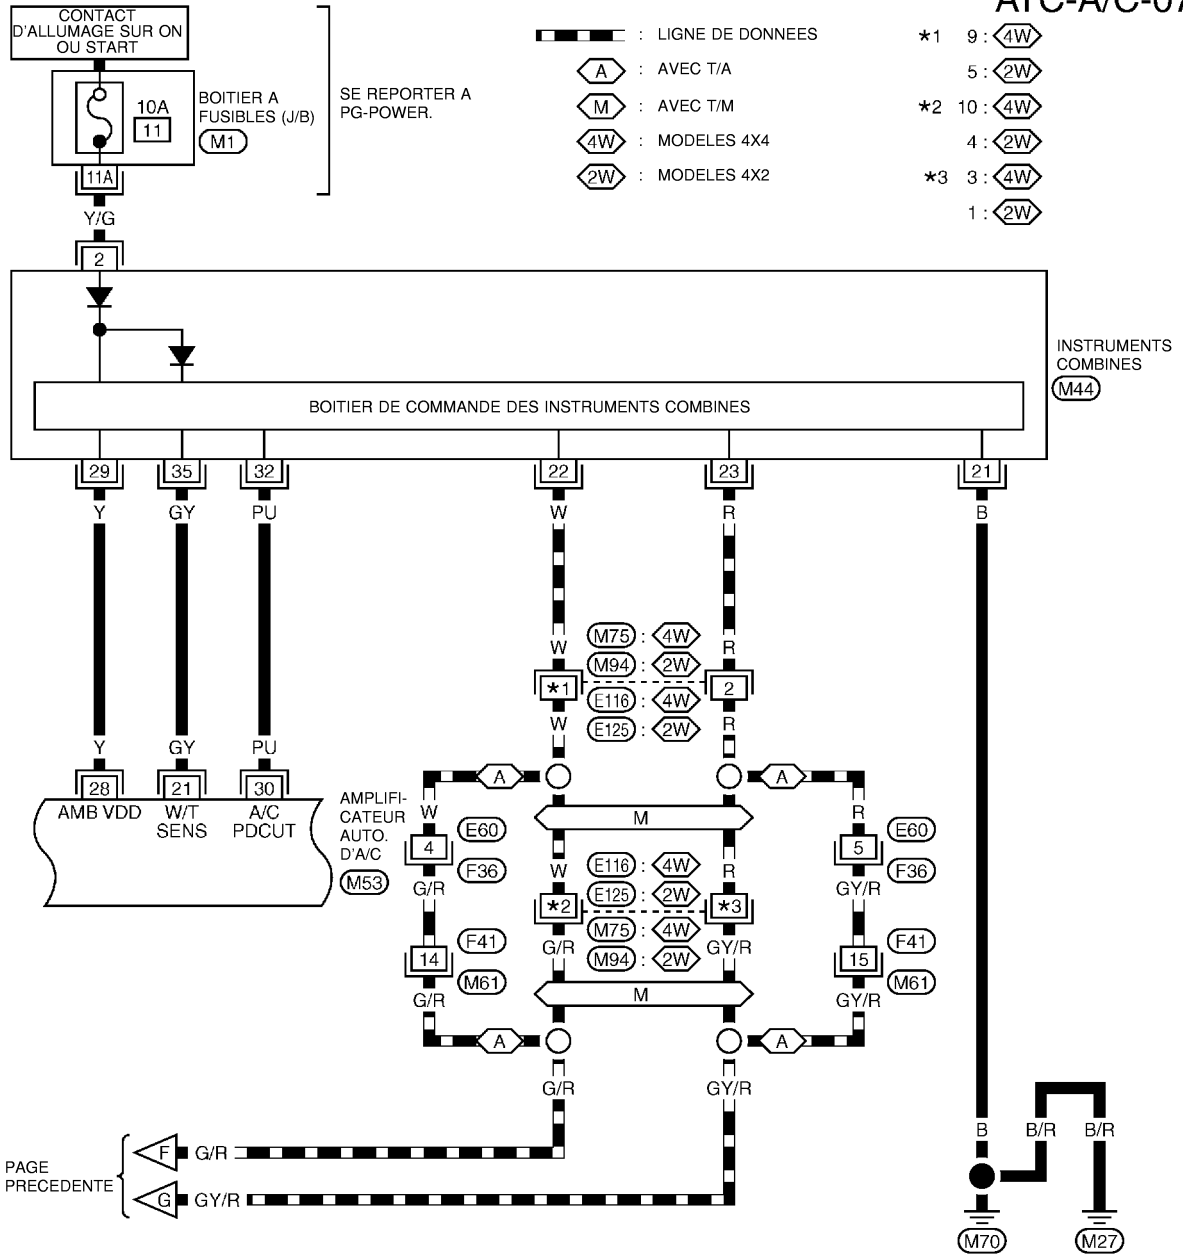 ATC-A/C-07
CONTACT
D'ALLUMAGE SUR ON
OU START
10A
11
BOITIER A
FUSIBLES (J/B)
M1
SE REPORTER A
PG-POWER.
: LIGNE DE DONNEES
A : AVEC T/A
M : AVEC T/M
4W : MODELES 4X4
2W : MODELES 4X2
*1 9 : 4W
5 : 2W
*2 10 : 4W
4 : 2W
*3 3 : 4W
1 : 2W
11A
Y/G
2
INSTRUMENTS
COMBINES
M44
BOITIER DE COMMANDE DES INSTRUMENTS COMBINES
29 35 32 22 23 21
Y GY PU W R B
M75 : 4W
W R
M94 : 2W
*1 2
E116 : 4W
W R
E125 : 2W
Y GY PU
A A
28 21 30
AMB VDD
W/T
SENS
A/C
PDCUT
AMPLIFI-
CATEUR
AUTO.
D'A/C
M53
W M R
4 E60
F36
G/R
5 E60
F36
GY/R
E116 : 4W
W R
E125 : 2W
*2 *3
M75 : 4W
G/R GY/R
M94 : 2W
14 F41
M61
G/R
15 F41
M61
GY/R
M
A A
G/R GY/R
PAGE
PRECEDENTE
F G/R
G GY/R
B B/R B/R
M70 M27